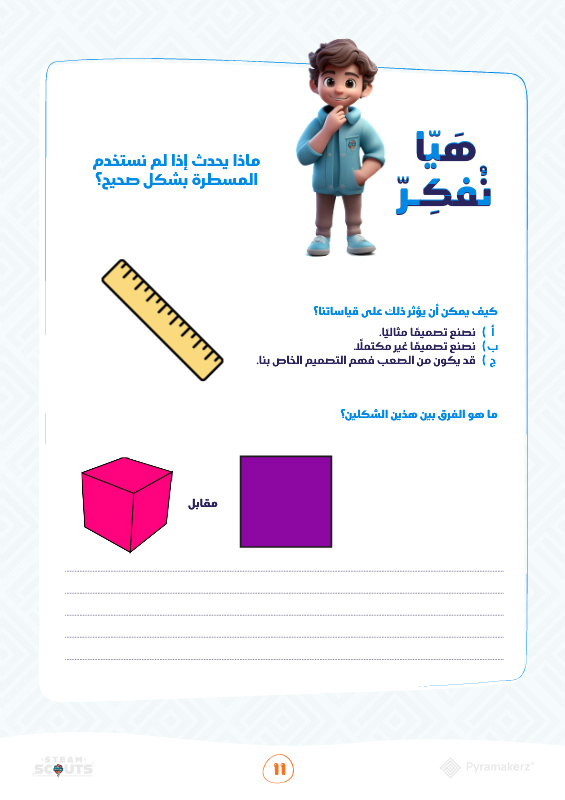 هَيّا
نُفكِرّ
ماذا يحدث إذا لم نستخدم
المسطرة بشكل صحيح؟
كيف يمكن أن يؤثر ذلك على قياساتنا؟
أ ) نصنع تصميمًا مثاليًا.
ب ) نصنع تصميمًا غير مكتملًا.
ج ) قد يكون من الصعب فهم التصميم الخاص بنا.
ما هو الفرق بين هذين الشكلين؟
مقابل
STEAM
SCOUTS
١١
Pyramakerz